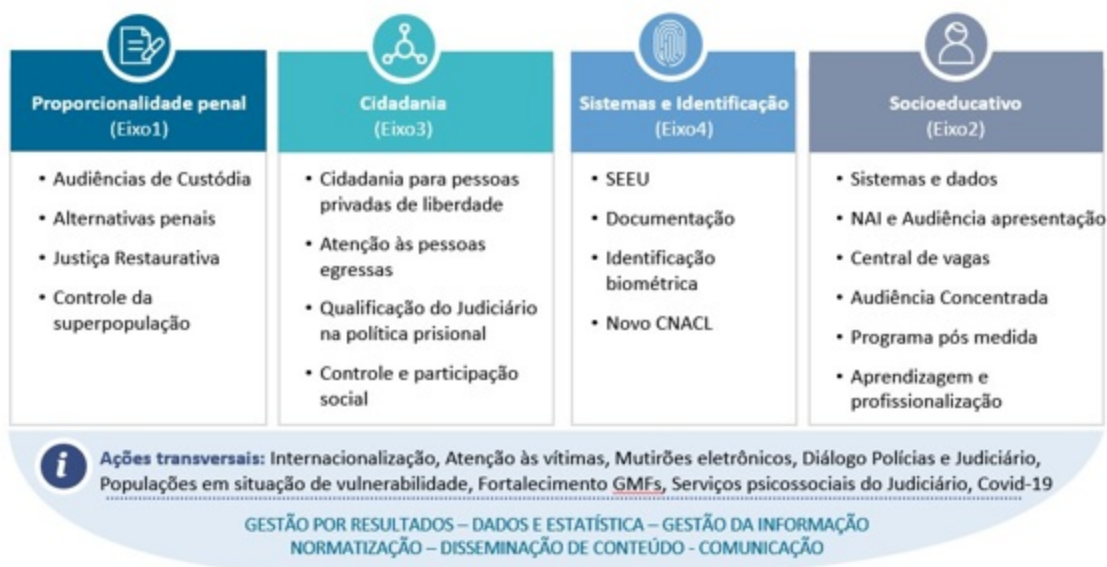 Proporcionalidade penal
(Eixo1)
• Audiências de Custódia
• Alternativas penais
• Justiça Restaurativa
• Controle da
superpopulação
Cidadania
(Eixo3)
• Cidadania para pessoas
privadas de liberdade
• Atenção às pessoas
egressas
• Qualificação do Judiciário
na política prisional
• Controle e participação
social
Sistemas e Identificação
(Eixo4)
• SEEU
• Documentação
• Identificação
biométrica
• Novo CNACL
Socioeducativo
(Eixo2)
• Sistemas e dados
• NAI e Audiência apresentação
• Central de vagas
• Audiência Concentrada
• Programa pós medida
• Aprendizagem e
profissionalização
i
Ações transversais: Internacionalização, Atenção às vítimas, Mutirões eletrônicos, Diálogo Polícias e Judiciário,
Populações em situação de vulnerabilidade, Fortalecimento GMFs, Serviços psicossociais do Judiciário, Covid-19
GESTÃO POR RESULTADOS – DADOS E ESTATÍSTICA – GESTÃO DA INFORMAÇÃO
NORMATIZAÇÃO – DISSEMINAÇÃO DE CONTEÚDO - COMUNICAÇÃO